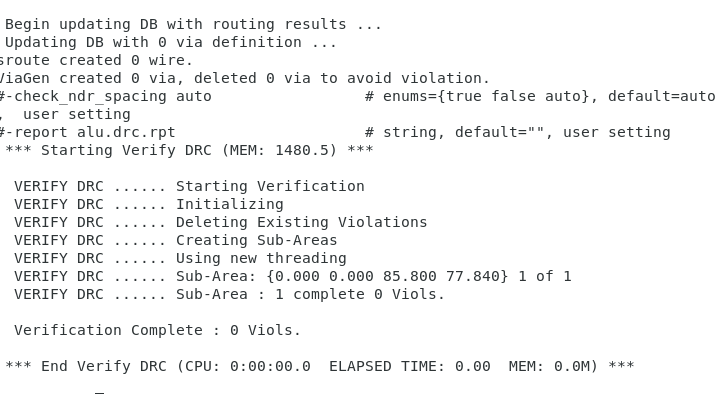 Begin updating DB with routing results ...
Updating DB with 0 via definition ...
sroute created 0 wire.
ViaGen created 0 via, deleted 0 via to avoid violation.
#-check_ndr_spacing auto                 # enums={true false auto}, default=auto
,  user setting
#-report alu.drc.rpt                     # string, default="", user setting
*** Starting Verify DRC (MEM: 1480.5) ***
VERIFY DRC ...... Starting Verification
VERIFY DRC ...... Initializing
VERIFY DRC ...... Deleting Existing Violations
VERIFY DRC ...... Creating Sub-Areas
VERIFY DRC ...... Using new threading
VERIFY DRC ...... Sub-Area: {0.000 0.000 85.800 77.840} 1 of 1
VERIFY DRC ...... Sub-Area : 1 complete 0 Viols.
Verification Complete : 0 Viols.
*** End Verify DRC (CPU: 0:00:00.0  ELAPSED TIME: 0.00  MEM: 0.0M) ***